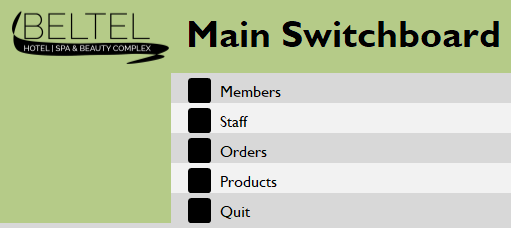 BELTEL
HOTEL | SPA & BEAUTY COMPLEX
Main Switchboard
Members
Staff
Orders
Products
Quit